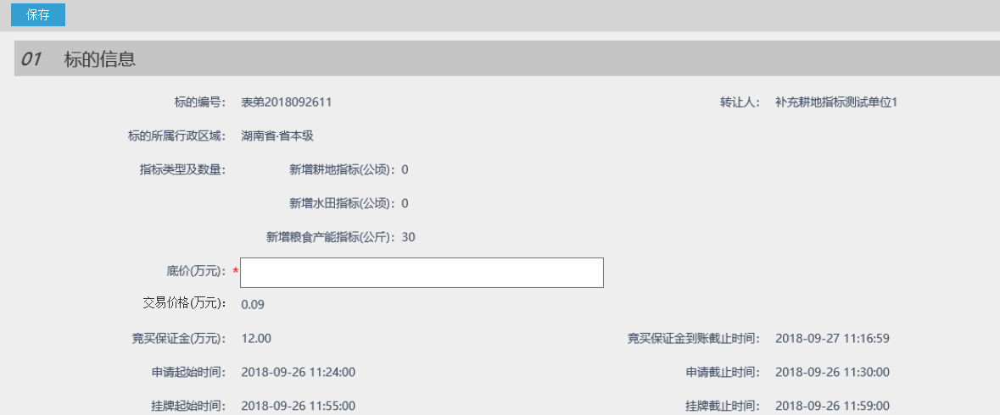 保存
01 标的信息
标的编号: 表弟2018092611 转让人: 补充耕地指标测试单位1
标的所属行政区域: 湖南省·省本级
指标类型及数量: 新增耕地指标(公顷): 0
新增水田指标(公顷): 0
新增粮食产能指标(公斤): 30
底价(万元): *
交易价格(万元): 0.09
竞买保证金(万元): 12.00 竞买保证金到账截止时间: 2018-09-27 11:16:59
申请起始时间: 2018-09-26 11:24:00 申请截止时间: 2018-09-26 11:30:00
挂牌起始时间: 2018-09-26 11:55:00 挂牌截止时间: 2018-09-26 11:59:00